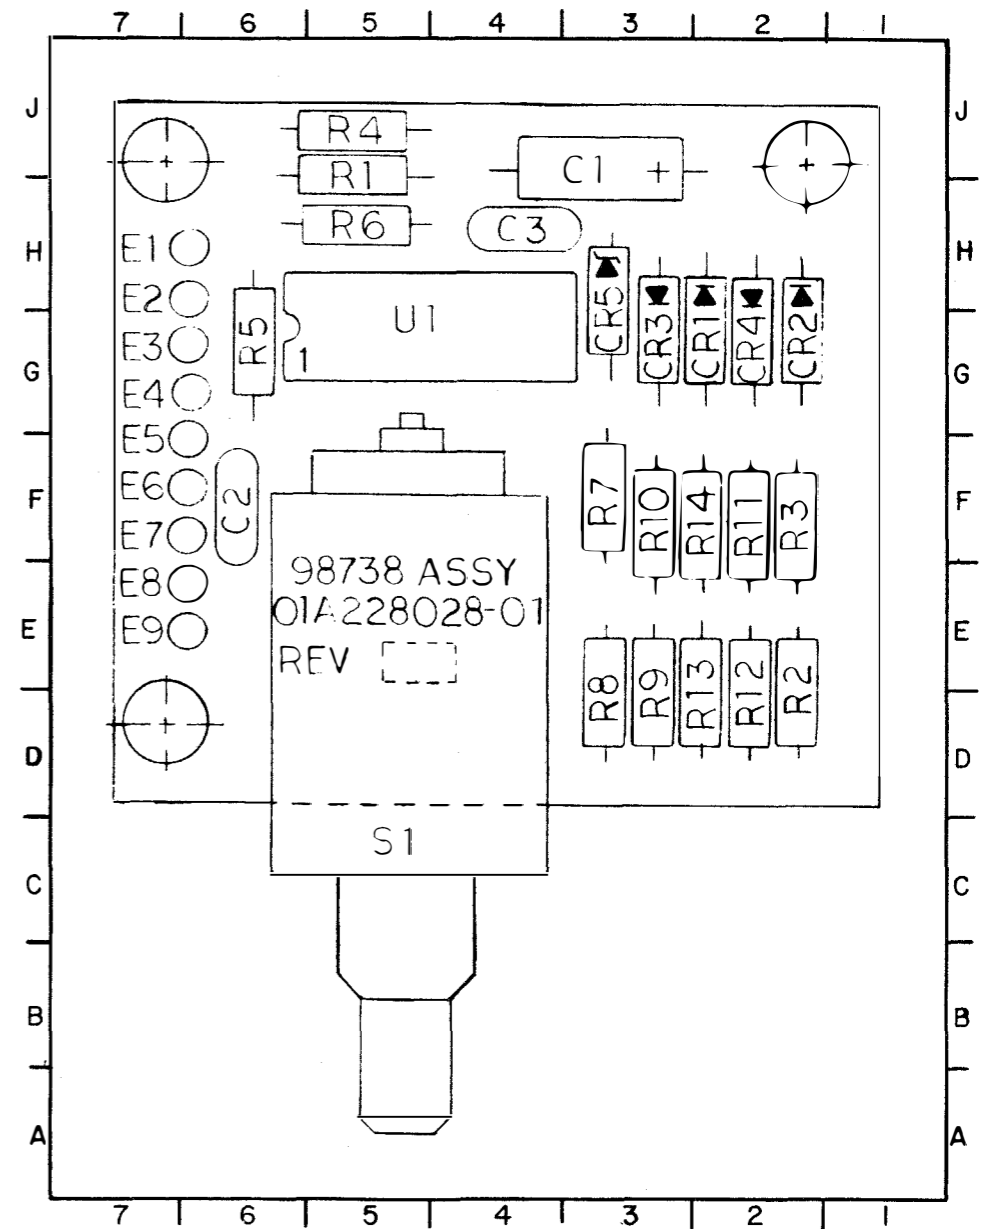 7 6 5 4 3 2 1
J J
R4
C1 +
R1
R6
C3
H H
E1
E2
CR5
CR3
CR1
CR4
CR2
R5
U1
1
E3
G G
E4
E5
E6
C2
F F
R7
R10
R14
R11
R3
E7
98738 ASSY
E8
01A228028-01
E E
E9
REV
R8
R9
R13
R12
R2
D D
S1
C C
B B
A A
7 6 5 4 3 2 1